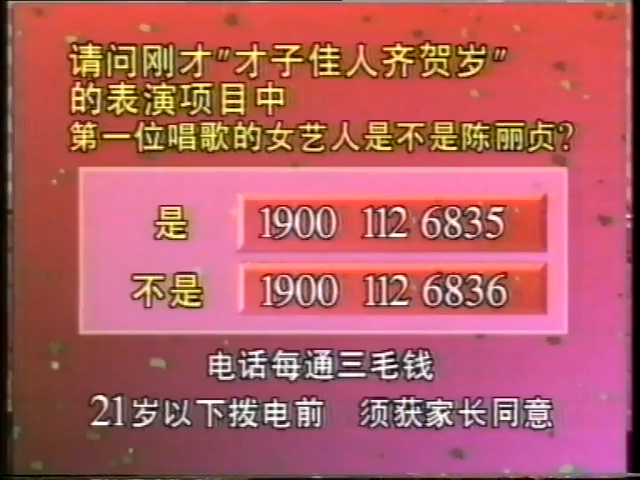 请问刚才"才子佳人齐贺岁"
的表演项目中
第一位唱歌的女艺人是不是陈丽贞?
是 1900 112 6835
不是 1900 112 6836
电话每通三毛钱
21岁以下拨电前 须获家长同意